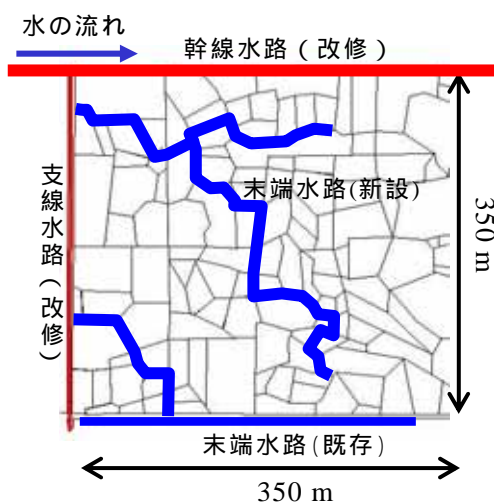 水の流れ
幹線水路（改修）
支線水路（改修）
末端水路(新設)
350 m
末端水路(既存)
350 m